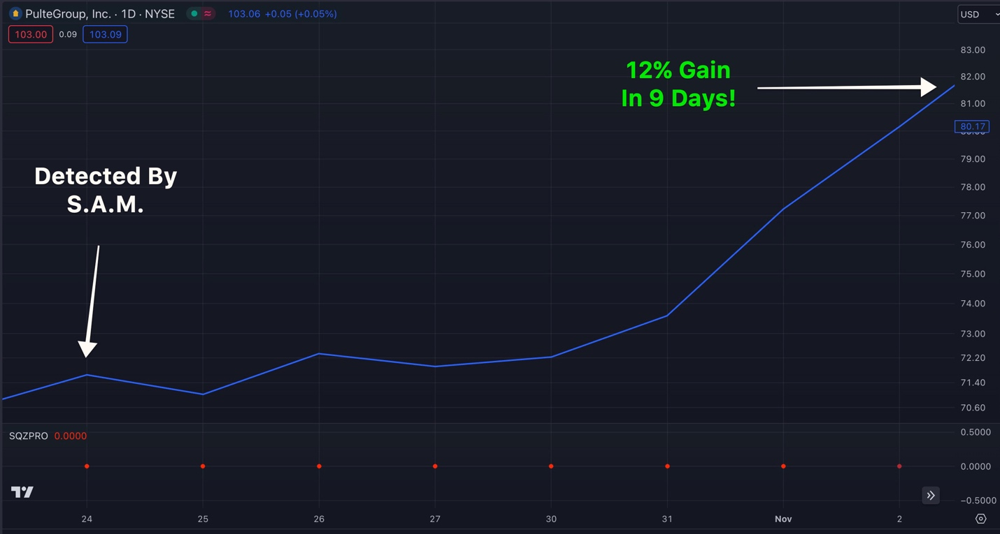 PulteGroup, Inc. · 1D · NYSE 103.06 +0.05 (+0.05%)
USD
103.00 0.09 103.09
83.00
12% Gain
In 9 Days!
82.00
81.00
80.17
80.00
79.00
Detected By
S.A.M.
78.00
77.00
76.00
75.00
74.00
73.00
72.20
71.40
70.60
SQZPRO 0.0000
0.5000
0.0000
−0.5000
24 25 26 27 30 31 Nov 2